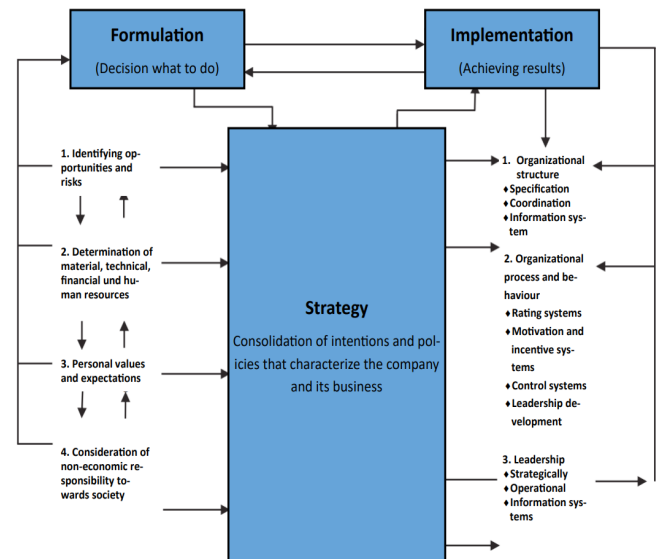 Formulation
(Decision what to do)
Implementation
(Achieving results)
1. Identifying op-
portunities and
risks
2. Determination of
material, technical,
financial und hu-
man resources
3. Personal values
and expectations
4. Consideration of
non-economic re-
sponsibility to-
wards society
Strategy
Consolidation of intentions and pol-
icies that characterize the company
and its business
1. Organizational
structure
♦Specification
♦Coordination
♦Information sys-
tem
2. Organizational
process and be-
haviour
♦Rating systems
♦Motivation and
incentive sys-
tems
♦Control systems
♦Leadership de-
velopment
3. Leadership
♦Strategically
♦Operational
♦Information sys-
tems